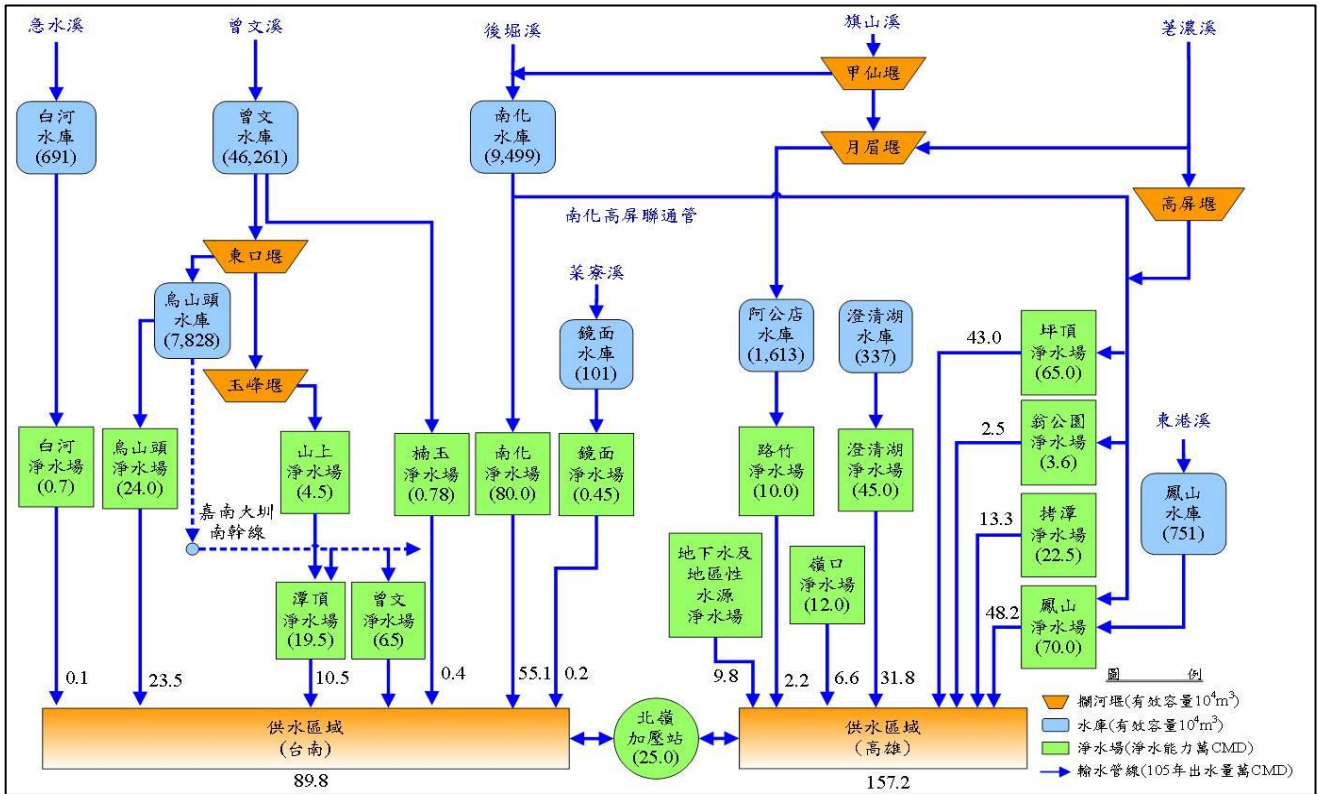 急水溪
曾文溪
後堀溪
旗山溪
荖濃溪
甲仙堰
白河
水庫
(691)
曾文
水庫
(46,261)
南化
水庫
(9,499)
月眉堰
高屏堰
南化高屏聯通管
東口堰
菜寮溪
烏山頭
水庫
(7,828)
鏡面
水庫
(101)
阿公店
水庫
(1,613)
澄清湖
水庫
(337)
43.0
坪頂
淨水場
(65.0)
玉峰堰
2.5
翁公園
淨水場
(3.6)
東港溪
白河
淨水場
(0.7)
烏山頭
淨水場
(24.0)
山上
淨水場
(4.5)
楠玉
淨水場
(0.78)
南化
淨水場
(80.0)
鏡面
淨水場
(0.45)
路竹
淨水場
(10.0)
澄清湖
淨水場
(45.0)
鳳山
水庫
(751)
嘉南大圳
南幹線
13.3
拷潭
淨水場
(22.5)
地下水及
地區性
水源
淨水場
嶺口
淨水場
(12.0)
潭頂
淨水場
(19.5)
曾文
淨水場
(6.5)
48.2
鳳山
淨水場
(70.0)
0.1
23.5
10.5
0.4
55.1
0.2
9.8
2.2
6.6
31.8
圖 例
攔河堰(有效容量10⁴m³)
水庫(有效容量10⁴m³)
淨水場(淨水能力萬CMD)
輸水管線(105年出水量萬CMD)
供水區域
(台南)
北嶺
加壓站
(25.0)
供水區域
(高雄)
89.8
157.2